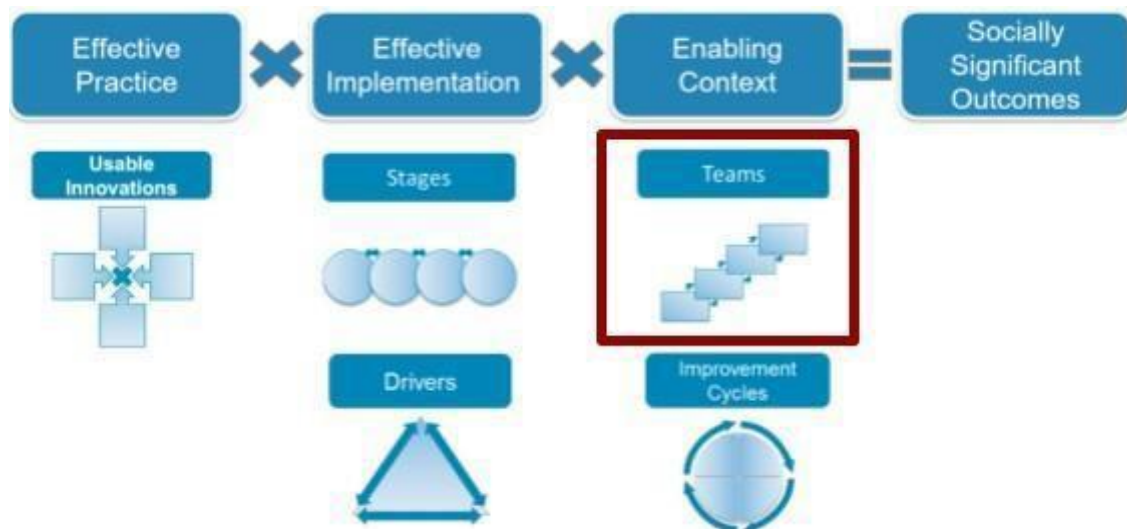 Effective
Practice
Effective
Implementation
Enabling
Context
Socially
Significant
Outcomes
Usable
Innovations
Stages
Teams
Drivers
Improvement
Cycles